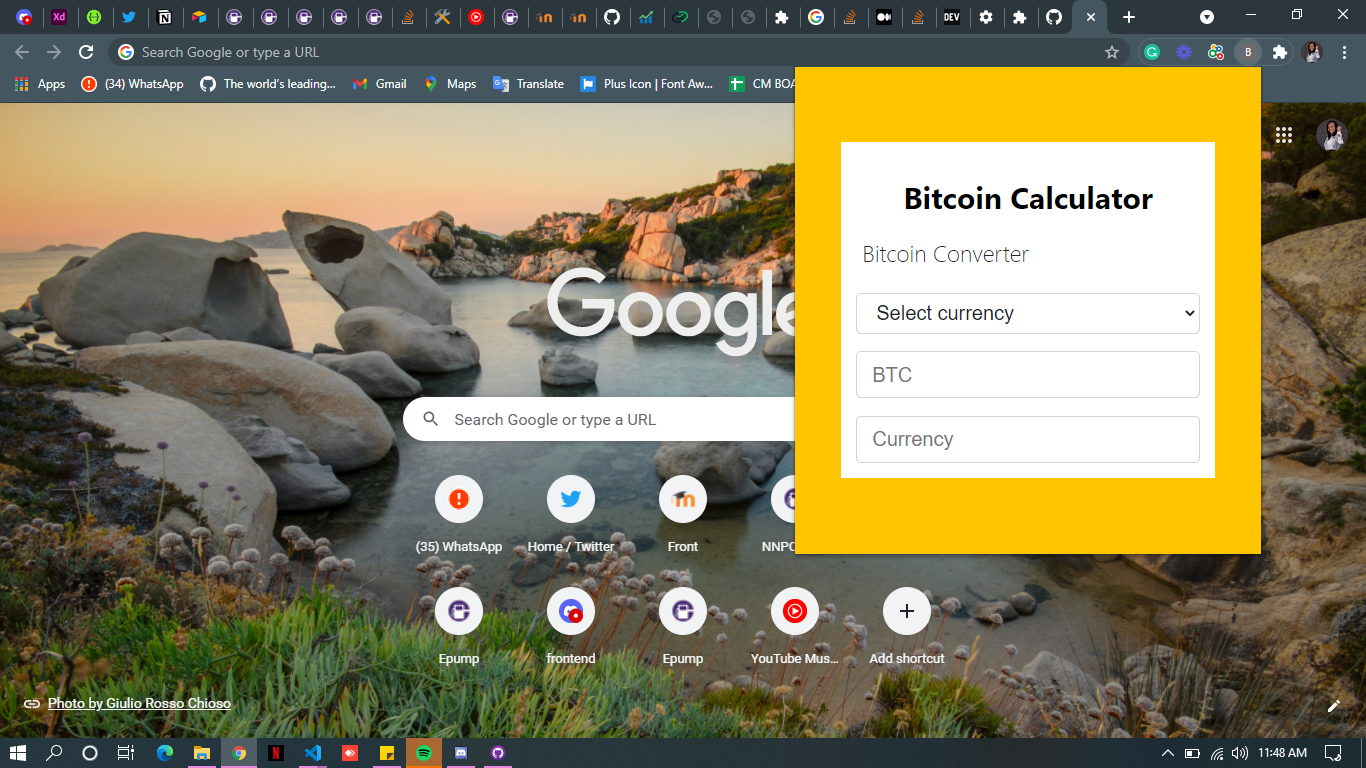 Xd
DEV
Search Google or type a URL
B
Apps
(34) WhatsApp
The world's leading...
Gmail
Maps
Translate
Plus Icon | Font Aw...
CM BOA
Bitcoin Calculator
Bitcoin Converter
Select currency
BTC
Currency
Google
Search Google or type a URL
(35) WhatsApp
Home / Twitter
Front
NNPC
Epump
frontend
Epump
YouTube Mus...
Add shortcut
Photo by Giulio Rosso Chioso
11:48 AM